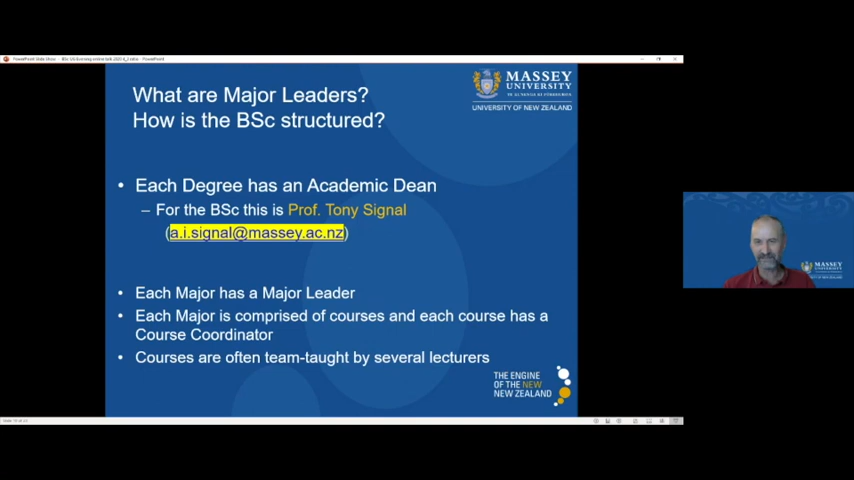 What are Major Leaders?
How is the BSc structured?
MASSEY
UNIVERSITY
UNIVERSITY OF NEW ZEALAND
• Each Degree has an Academic Dean
– For the BSc this is Prof. Tony Signal
(a.i.signal@massey.ac.nz)
• Each Major has a Major Leader
• Each Major is comprised of courses and each course has a
Course Coordinator
• Courses are often team-taught by several lecturers
THE ENGINE
OF THE NEW
NEW ZEALAND
MASSEY